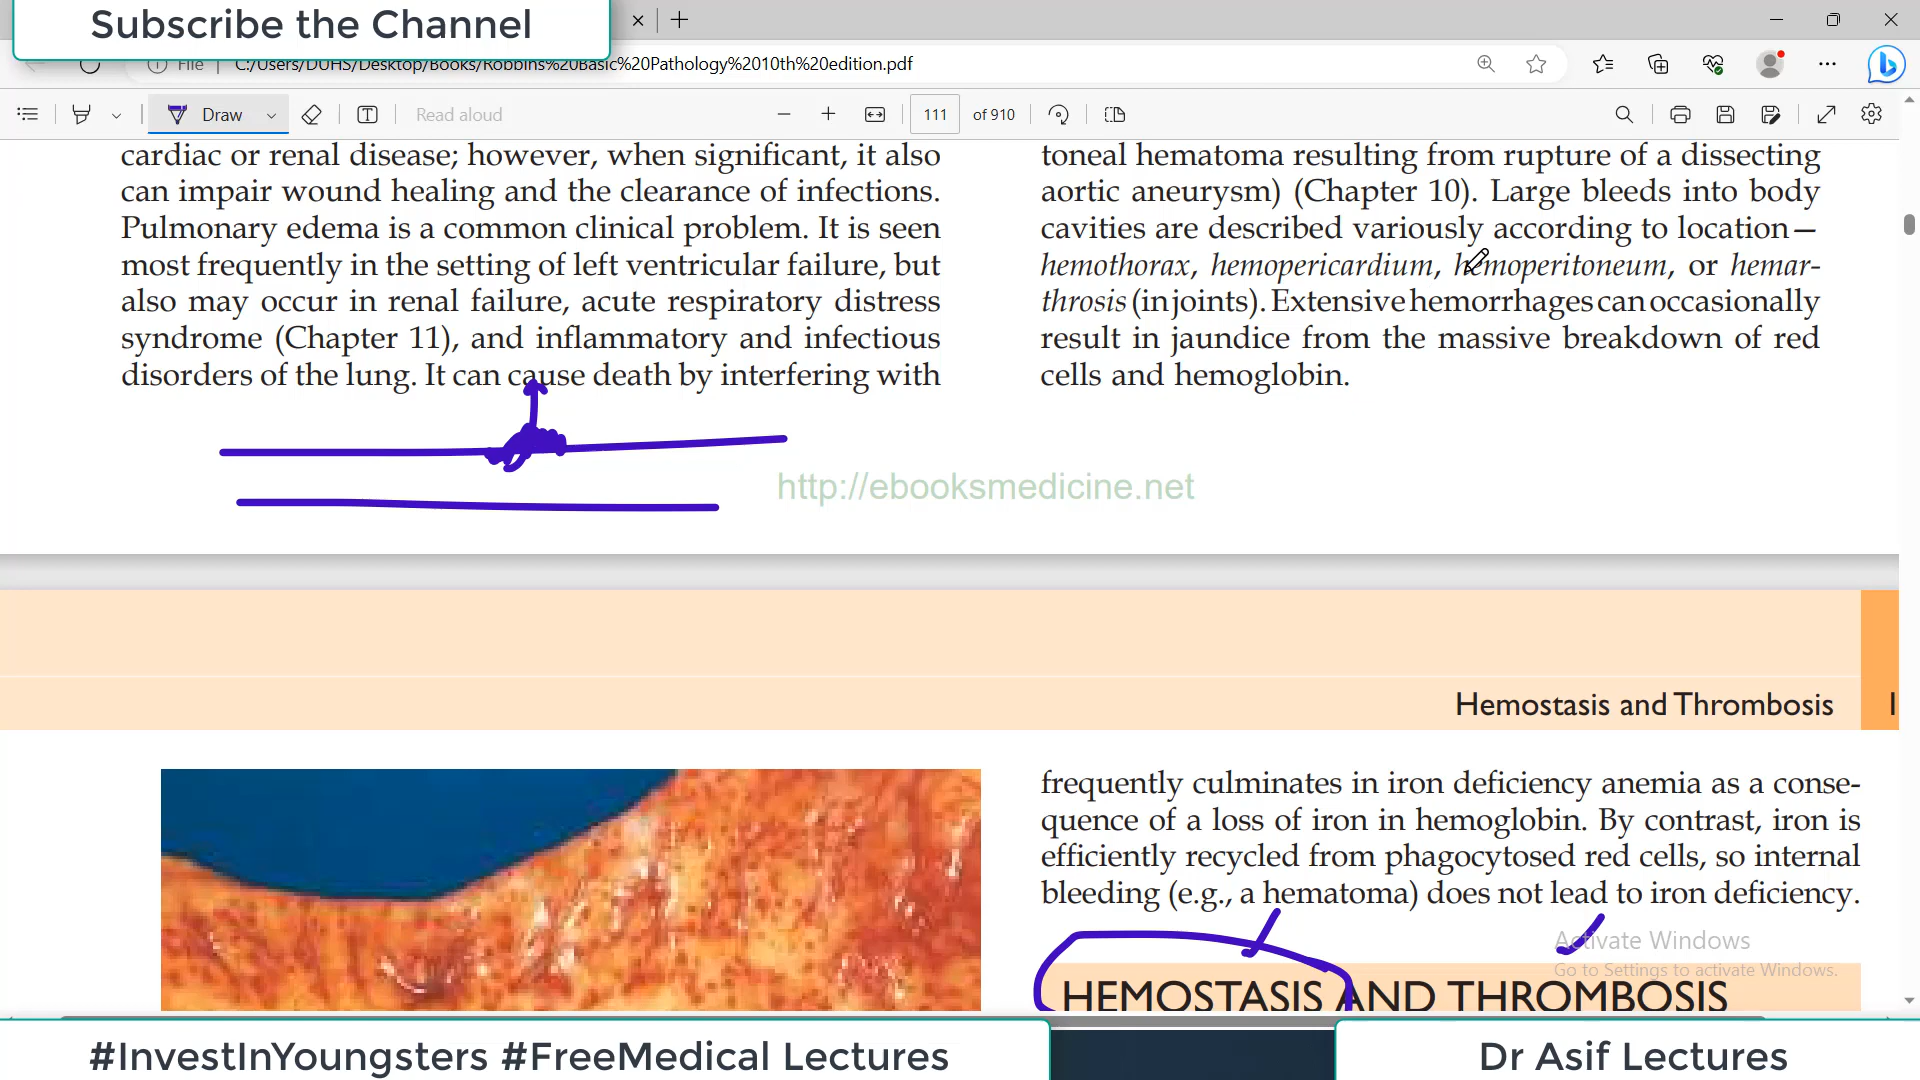 Subscribe the Channel
File
C:/Users/DUHS/Desktop/Books/Robbins%20Basic%20Pathology%2010th%20edition.pdf
Draw
Read aloud
111
of 910
cardiac or renal disease; however, when significant, it also
can impair wound healing and the clearance of infections.
Pulmonary edema is a common clinical problem. It is seen
most frequently in the setting of left ventricular failure, but
also may occur in renal failure, acute respiratory distress
syndrome (Chapter 11), and inflammatory and infectious
disorders of the lung. It can cause death by interfering with
toneal hematoma resulting from rupture of a dissecting
aortic aneurysm) (Chapter 10). Large bleeds into body
cavities are described variously according to location—
hemothorax, hemopericardium, hemoperitoneum, or hemar-
throsis (in joints). Extensive hemorrhages can occasionally
result in jaundice from the massive breakdown of red
cells and hemoglobin.
http://ebooksmedicine.net
Hemostasis and Thrombosis
frequently culminates in iron deficiency anemia as a conse-
quence of a loss of iron in hemoglobin. By contrast, iron is
efficiently recycled from phagocytosed red cells, so internal
bleeding (e.g., a hematoma) does not lead to iron deficiency.
Activate Windows
Go to Settings to activate Windows.
HEMOSTASIS AND THROMBOSIS
#InvestInYoungsters #FreeMedical Lectures
Dr Asif Lectures